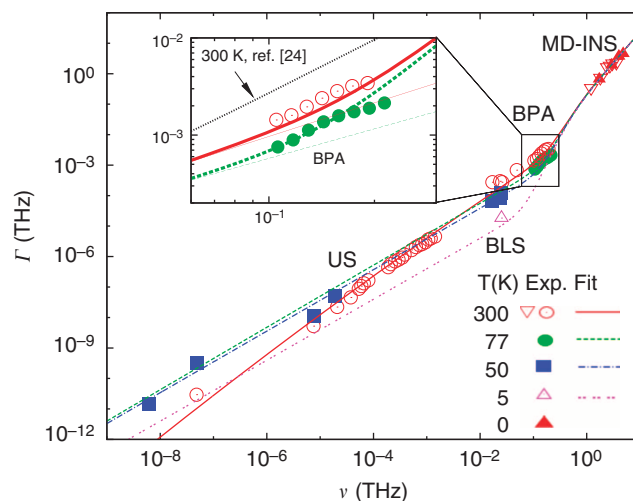 10⁻²
300 K, ref. [24]
10⁻³
BPA
10⁻¹
MD-INS
BPA
US
BLS
T(K) Exp. Fit
300
77
50
5
0
10⁰
10⁻³
10⁻⁶
10⁻⁹
10⁻¹²
Γ (THz)
10⁻⁸ 10⁻⁶ 10⁻⁴ 10⁻² 10⁰
ν (THz)